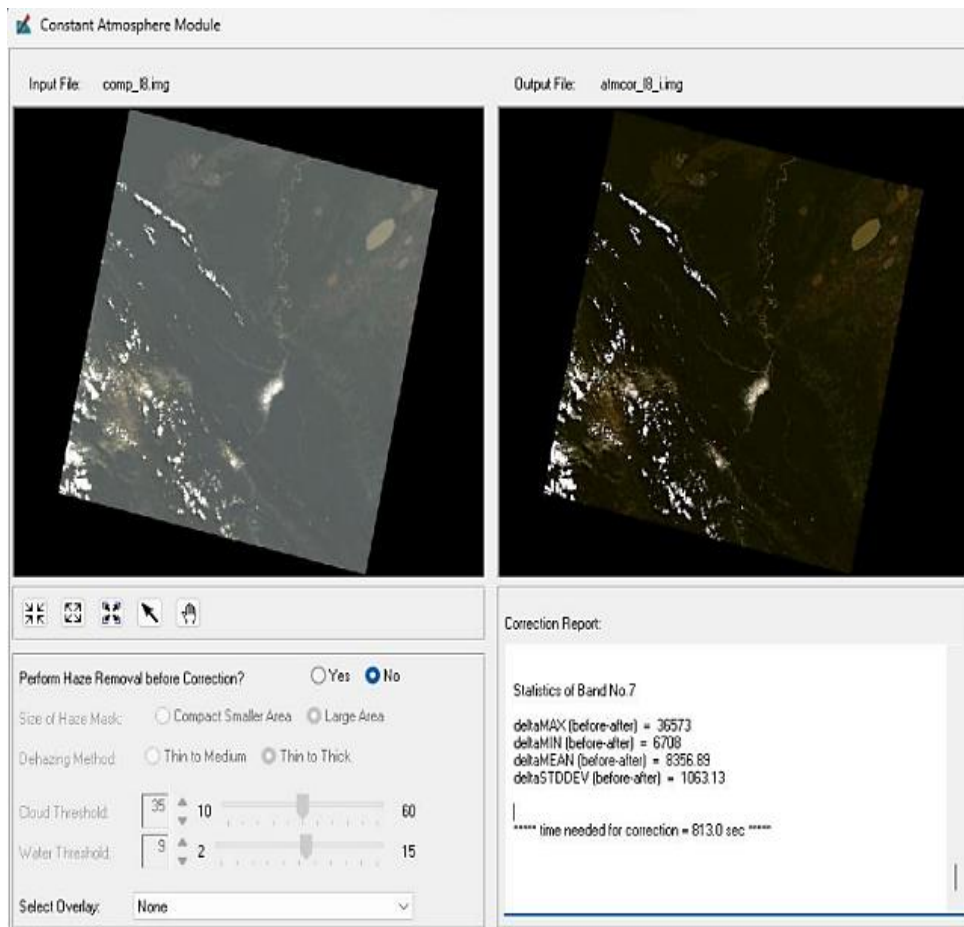 Constant Atmosphere Module
Input File: comp_l8.img
Output File: atmcor_l8_i.img
Perform Haze Removal before Correction? Yes No
Size of Haze Mask: Compact Smaller Area Large Area
Dehazing Method: Thin to Medium Thin to Thick
Cloud Threshold: 35 10 60
Water Threshold: 9 2 15
Select Overlay: None
Correction Report:
Statistics of Band No.7
deltaMAX (before-after) = 36573
deltaMIN (before-after) = 6708
deltaMEAN (before-after) = 8356.89
deltaSTDDEV (before-after) = 1063.13
***** time needed for correction = 813.0 sec *****